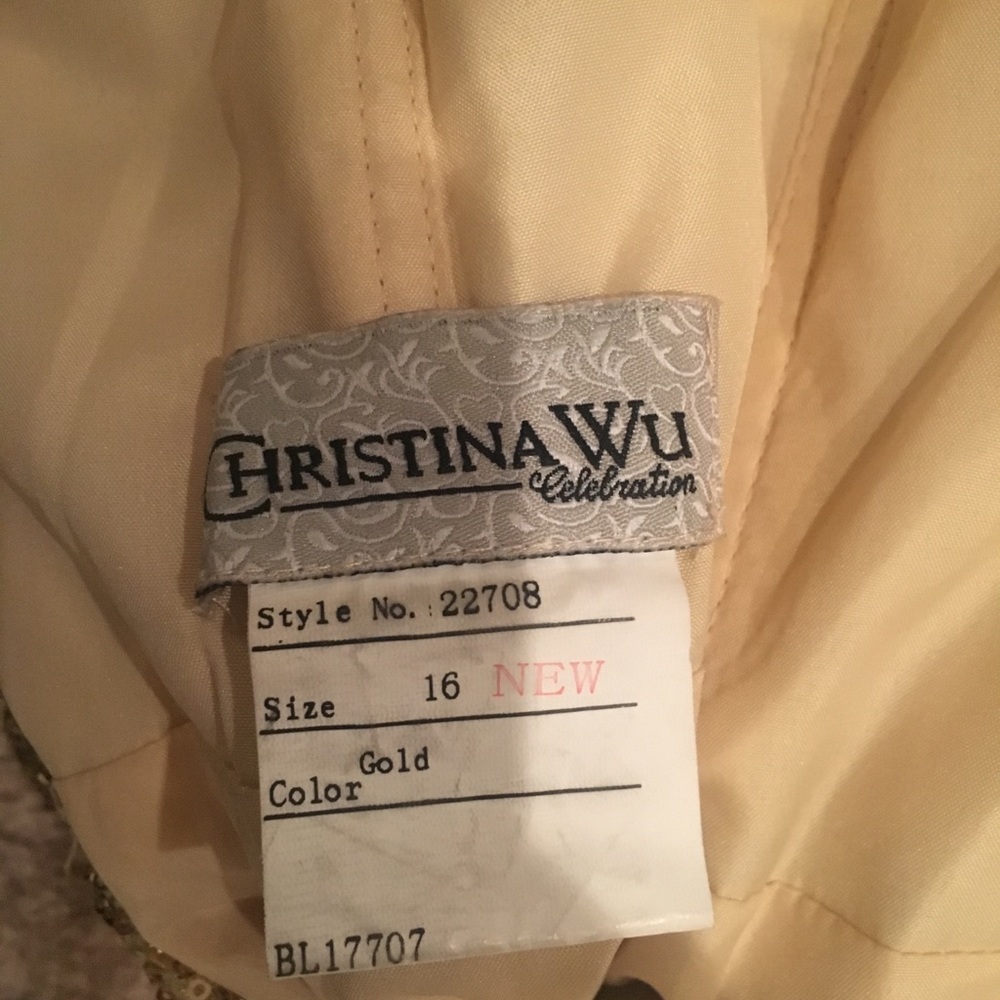 CHRISTINA WU
Celebration
Style No.:22708
Size 16 NEW
Color Gold
BL17707